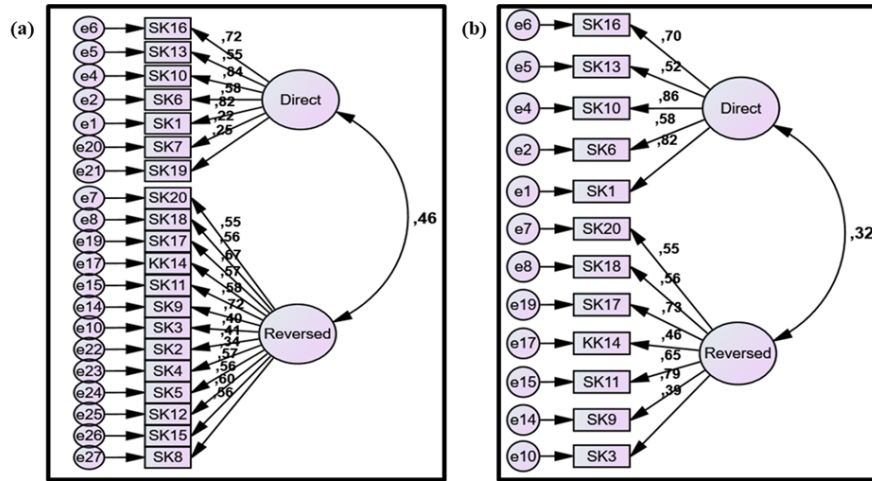 (a)
e6 SK16
e5 SK13
e4 SK10
e2 SK6
e1 SK1
e20 SK7
e21 SK19
,72
,55
,84
,58
,82
,22
,25
Direct
,46
e7 SK20
e8 SK18
e19 SK17
e17 KK14
e15 SK11
e14 SK9
e10 SK3
e22 SK2
e23 SK4
e24 SK5
e25 SK12
e26 SK15
e27 SK8
,55
,56
,67
,57
,58
,72
,40
,41
,34
,57
,56
,60
,56
Reversed
(b)
e6 SK16
e5 SK13
e4 SK10
e2 SK6
e1 SK1
,70
,52
,86
,58
,82
Direct
,32
e7 SK20
e8 SK18
e19 SK17
e17 KK14
e15 SK11
e14 SK9
e10 SK3
,55
,56
,73
,46
,65
,79
,39
Reversed